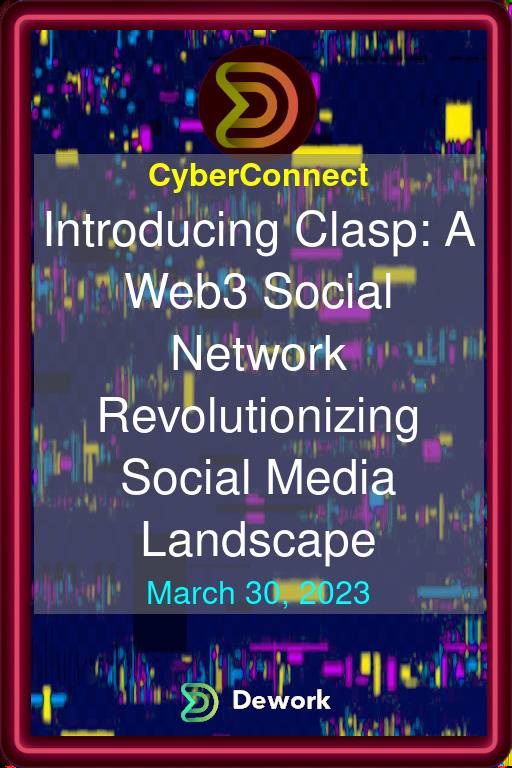 CyberConnect
Introducing Clasp: A
Web3 Social
Network
Revolutionizing
Social Media
Landscape
March 30, 2023
Dework